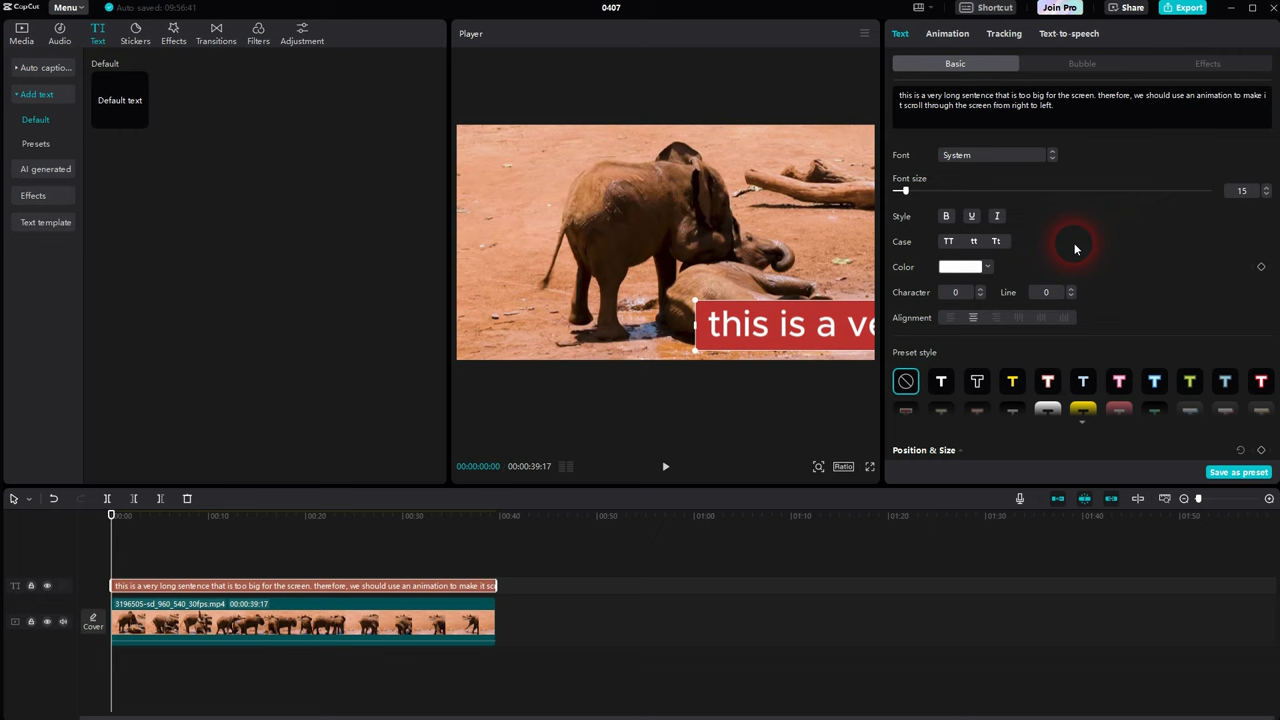 CapCut
Menu
Auto saved: 09:56:41
0407
Shortcut
Join Pro
Share
Export
Media
Audio
TI
Text
Stickers
Effects
Transitions
Filters
Adjustment
Auto captio...
Add text
Default
Presets
AI generated
Effects
Text template
Default
Default text
Player
this is a ve
00:00:00:00
00:00:39:17
Ratio
Text
Animation
Tracking
Text-to-speech
Basic
Bubble
Effects
this is a very long sentence that is too big for the screen. therefore, we should use an animation to make i
t scroll through the screen from right to left.
Font
System
Font size
15
Style
B
U
I
Case
TT
tt
Tt
Color
Character
0
Line
0
Alignment
Preset style
T T T T T T T T T T
Position & Size
Save as preset
00:00
00:10
00:20
00:30
00:40
00:50
01:00
01:10
01:20
01:30
01:40
01:50
TI
this is a very long sentence that is too big for the screen. therefore, we should use an animation to make it scr
3196505-sd_960_540_30fps.mp4 00:00:39:17
Cover